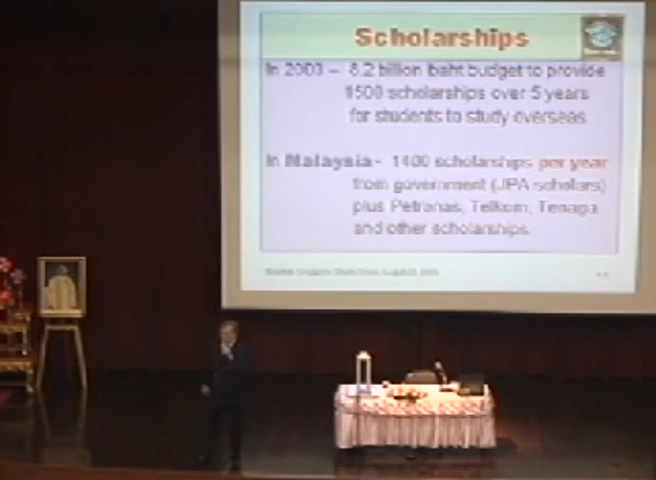 Scholarships
In 2003 – 8.2 billion baht budget to provide
1500 scholarships over 5 years
for students to study overseas
In Malaysia - 1400 scholarships per year
from government (JPA scholars)
plus Petronas, Telkom, Tenaga
and other scholarships.